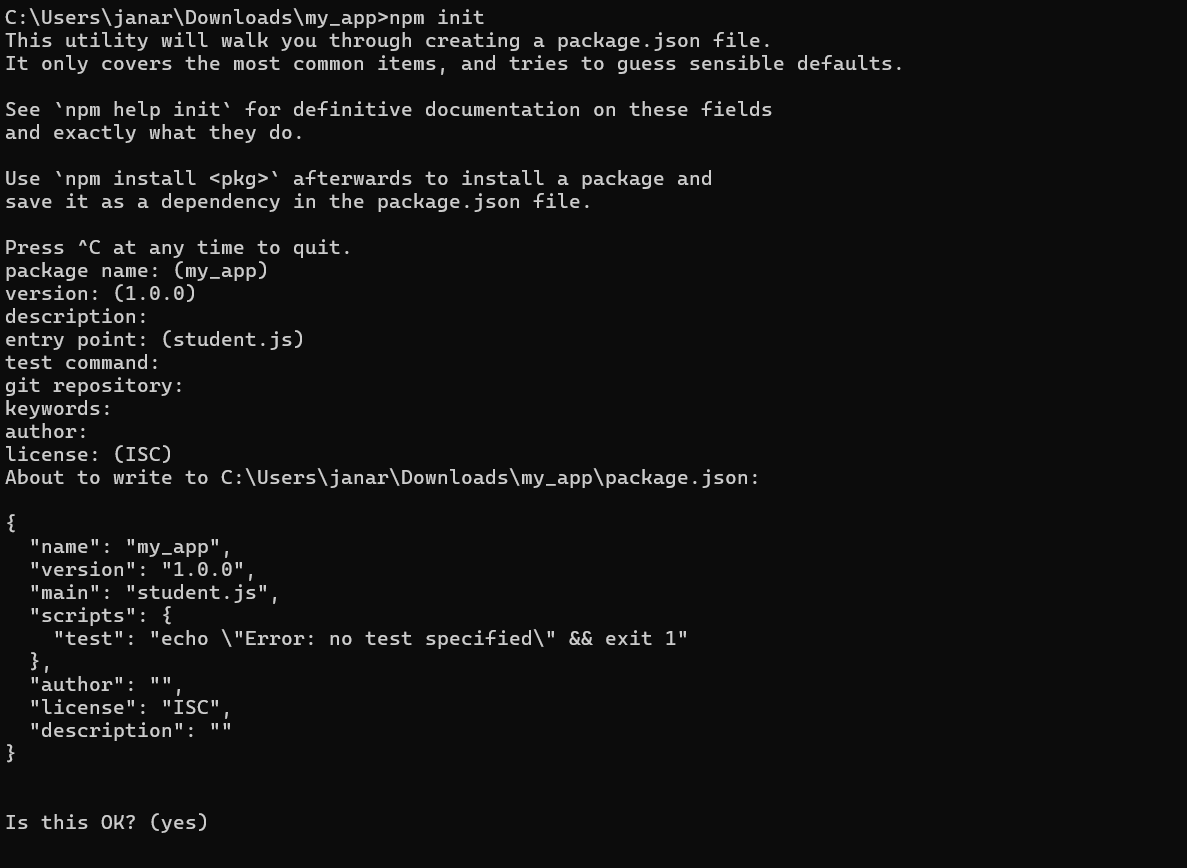 C:\Users\janar\Downloads\my_app>npm init
This utility will walk you through creating a package.json file.
It only covers the most common items, and tries to guess sensible defaults.

See `npm help init` for definitive documentation on these fields
and exactly what they do.

Use `npm install <pkg>` afterwards to install a package and
save it as a dependency in the package.json file.

Press ^C at any time to quit.
package name: (my_app)
version: (1.0.0)
description:
entry point: (student.js)
test command:
git repository:
keywords:
author:
license: (ISC)
About to write to C:\Users\janar\Downloads\my_app\package.json:

{
  "name": "my_app",
  "version": "1.0.0",
  "main": "student.js",
  "scripts": {
    "test": "echo \"Error: no test specified\" && exit 1"
  },
  "author": "",
  "license": "ISC",
  "description": ""
}


Is this OK? (yes)